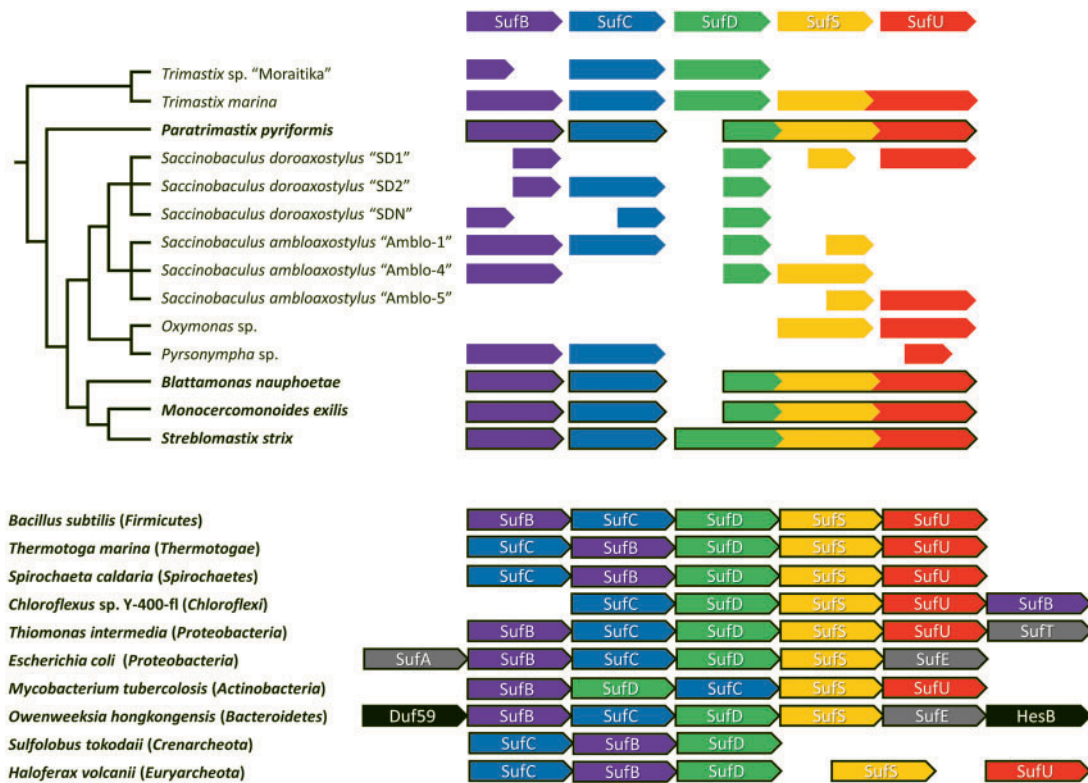 SufB SufC SufD SufS SufU
Trimastix sp. “Moraitika”
Trimastix marina
Paratrimastix pyriformis
Saccinobaculus doroaxostylus “SD1”
Saccinobaculus doroaxostylus “SD2”
Saccinobaculus doroaxostylus “SDN”
Saccinobaculus ambloaxostylus “Amblo-1”
Saccinobaculus ambloaxostylus “Amblo-4”
Saccinobaculus ambloaxostylus “Amblo-5”
Oxymonas sp.
Pyrsonympha sp.
Blattamonas nauphoetae
Monocercomonoides exilis
Streblomastix strix
Bacillus subtilis (Firmicutes) SufB SufC SufD SufS SufU
Thermotoga marina (Thermotogae) SufC SufB SufD SufS SufU
Spirochaeta caldaria (Spirochaetes) SufC SufB SufD SufS SufU
Chloroflexus sp. Y-400-fl (Chloroflexi) SufC SufD SufS SufU SufB
Thiomonas intermedia (Proteobacteria) SufB SufC SufD SufS SufU SufT
Escherichia coli (Proteobacteria) SufA SufB SufC SufD SufS SufE
Mycobacterium tubercolosis (Actinobacteria) SufB SufD SufC SufS SufU
Owenweeksia hongkongensis (Bacteroidetes) Duf59 SufB SufC SufD SufS SufE HesB
Sulfolobus tokodaii (Crenarcheota) SufC SufB SufD
Haloferax volcanii (Euryarcheota) SufC SufB SufD SufS SufU